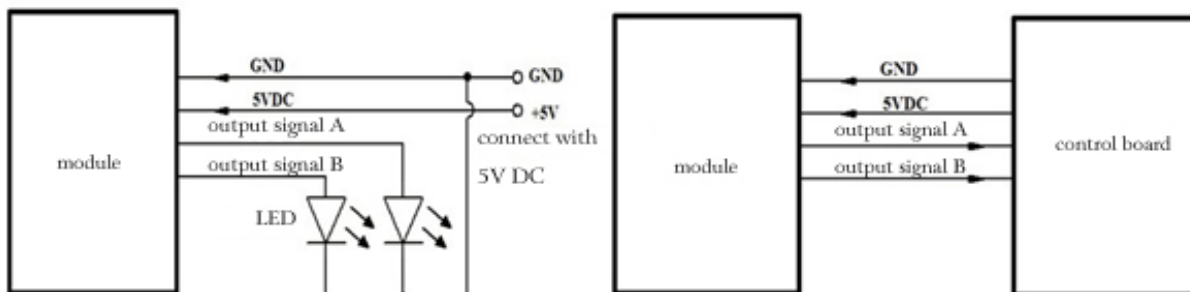 GND
GND
5VDC
+5V
output signal A
connect with
module
output signal B
5V DC
LED
GND
5VDC
output signal A
module
control board
output signal B